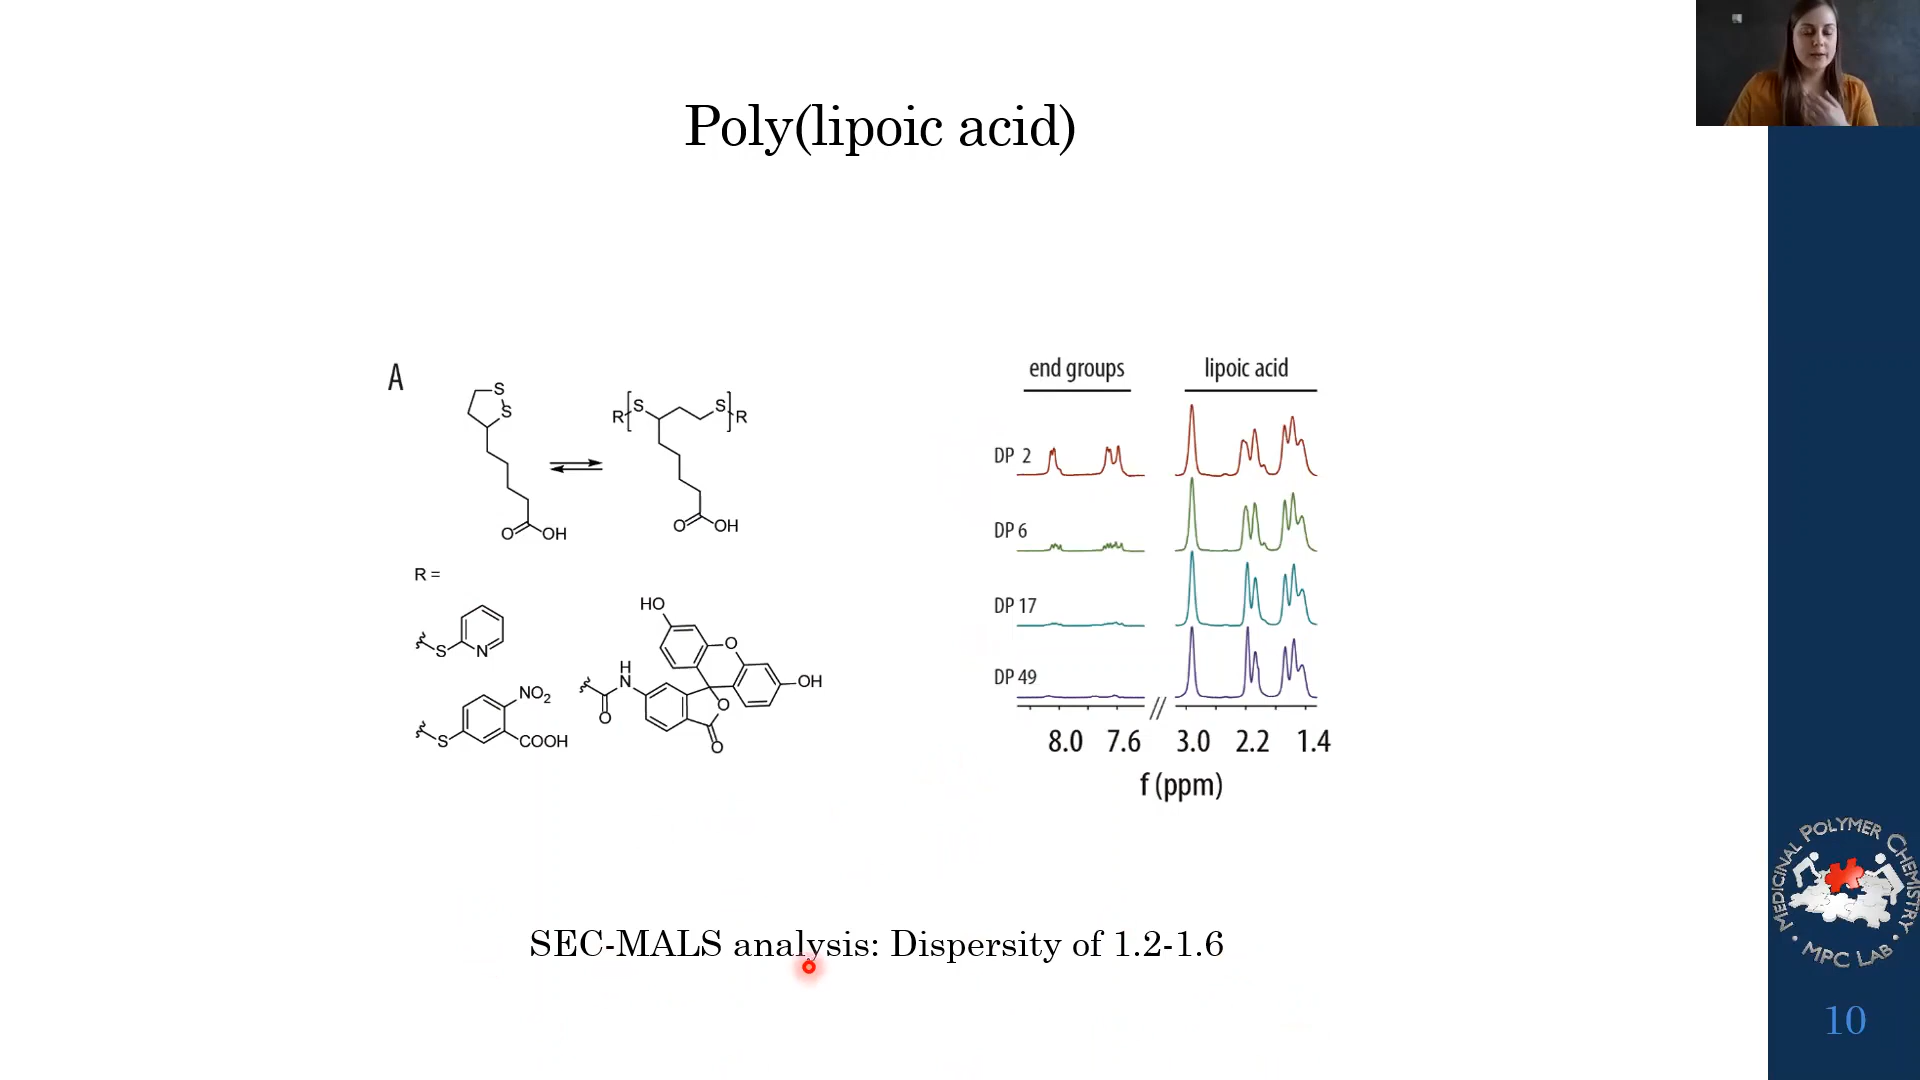 Poly(lipoic acid)
A
S
S
O
OH
R
S
S
R
O
OH
R =
S
N
S
NO2
COOH
HO
O
OH
H
N
O
O
O
end groups
lipoic acid
DP 2
DP 6
DP 17
DP 49
8.0 7.6 3.0 2.2 1.4
f (ppm)
SEC-MALS analysis: Dispersity of 1.2-1.6
MEDICINAL POLYMER CHEMISTRY
• MPC LAB •
10